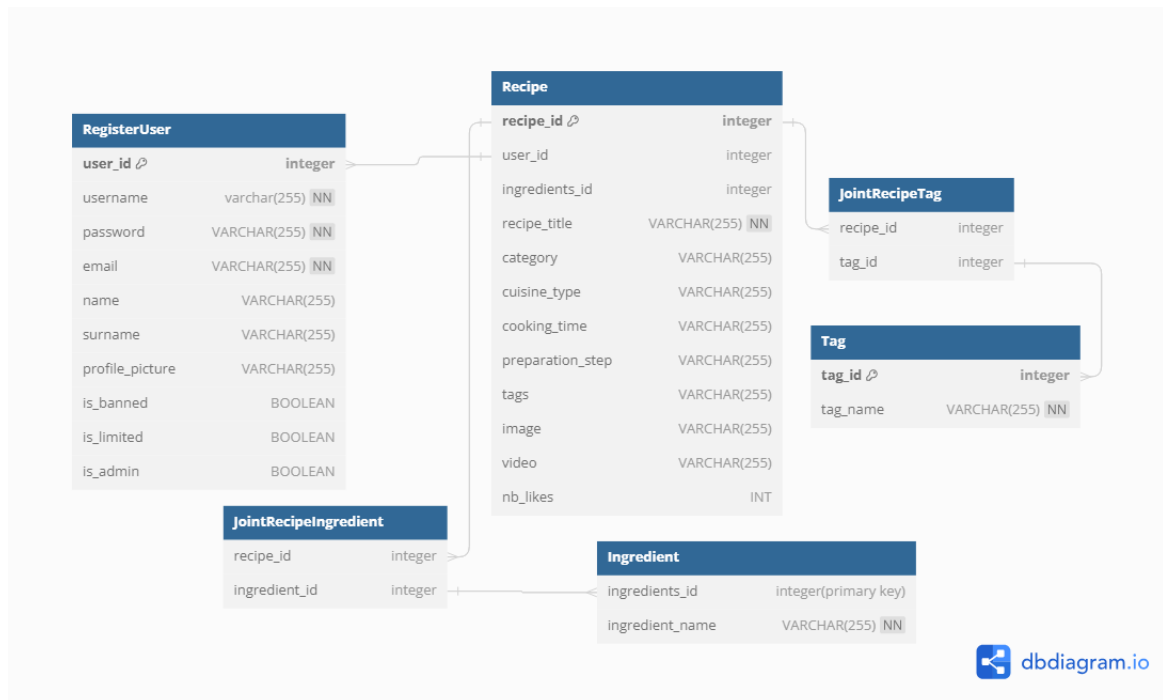 RegisterUser
user_id integer
username varchar(255) NN
password VARCHAR(255) NN
email VARCHAR(255) NN
name VARCHAR(255)
surname VARCHAR(255)
profile_picture VARCHAR(255)
is_banned BOOLEAN
is_limited BOOLEAN
is_admin BOOLEAN
Recipe
recipe_id integer
user_id integer
ingredients_id integer
recipe_title VARCHAR(255) NN
category VARCHAR(255)
cuisine_type VARCHAR(255)
cooking_time VARCHAR(255)
preparation_step VARCHAR(255)
tags VARCHAR(255)
image VARCHAR(255)
video VARCHAR(255)
nb_likes INT
JointRecipeTag
recipe_id integer
tag_id integer
Tag
tag_id integer
tag_name VARCHAR(255) NN
JointRecipeIngredient
recipe_id integer
ingredient_id integer
Ingredient
ingredients_id integer(primary key)
ingredient_name VARCHAR(255) NN
dbdiagram.io